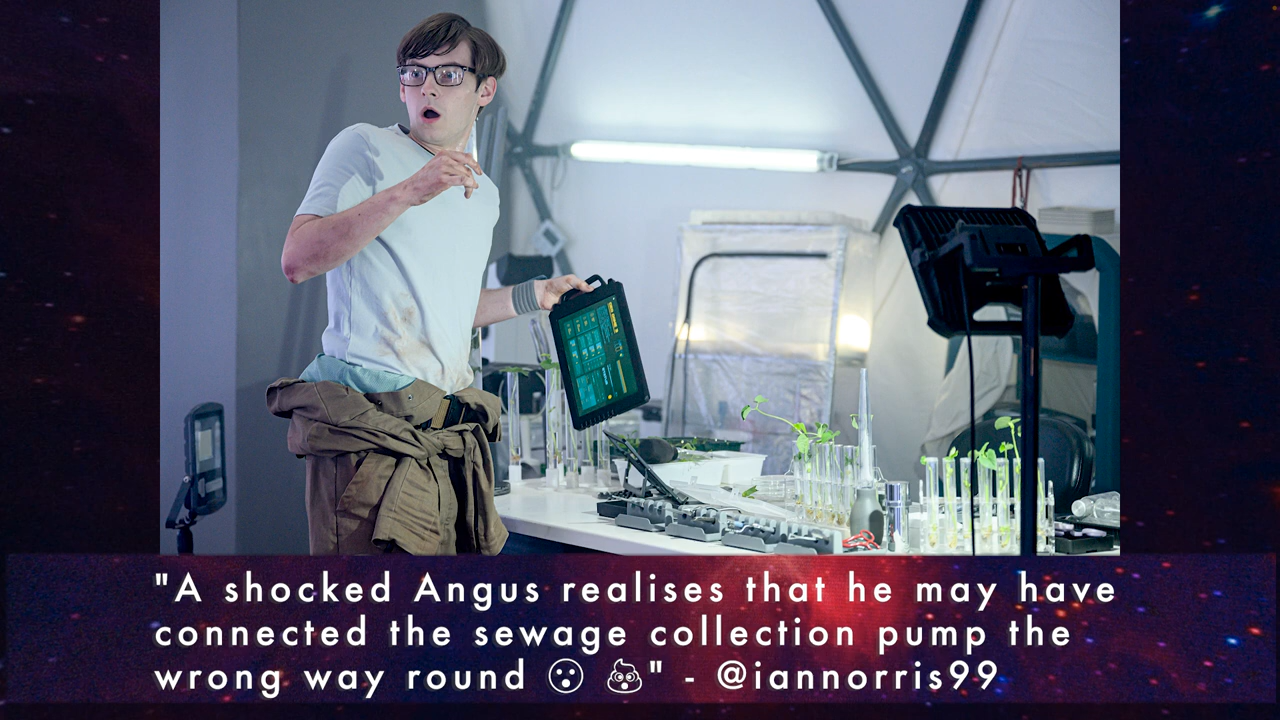 "A shocked Angus realises that he may have
connected the sewage collection pump the
wrong way round 😮 💩" - @iannorris99